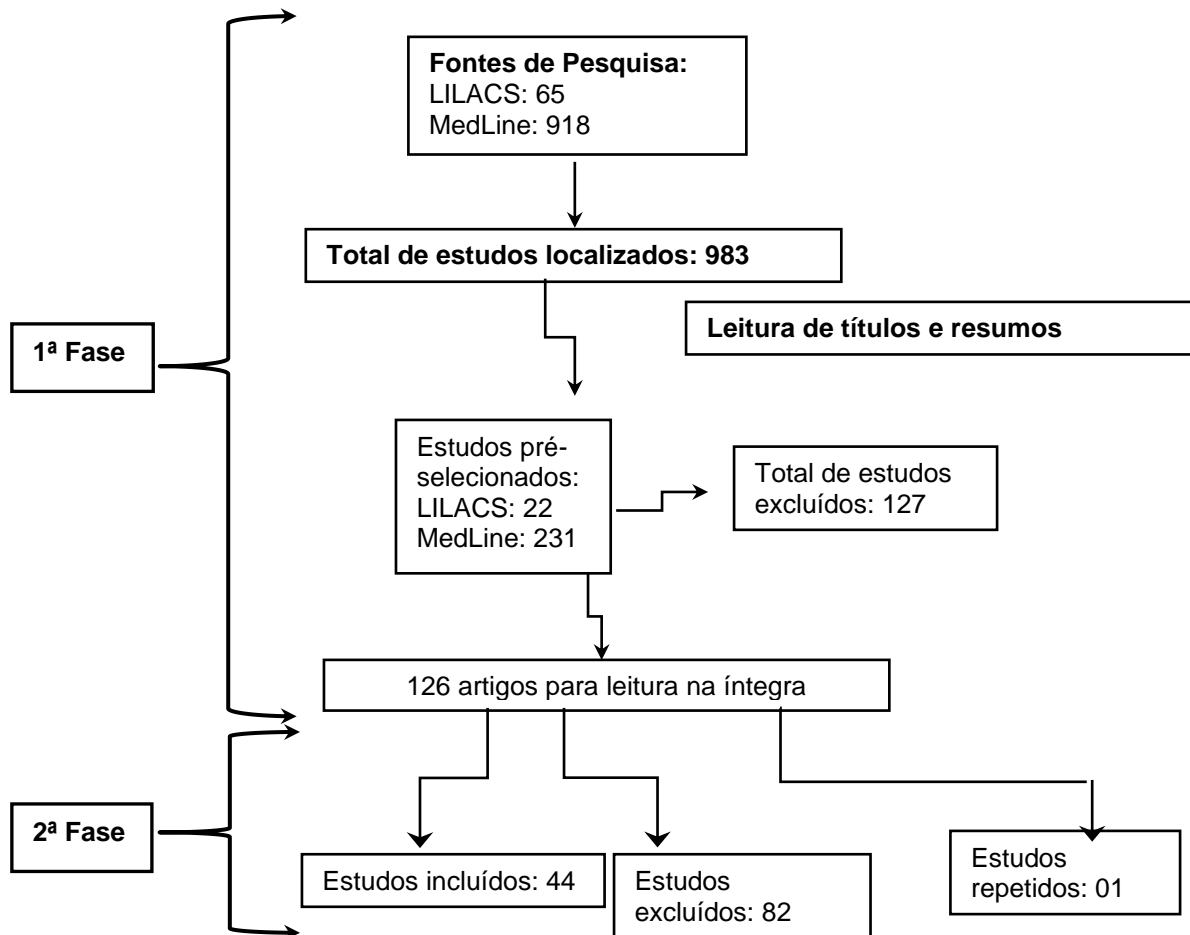 Fontes de Pesquisa:
LILACS: 65
MedLine: 918
Total de estudos localizados: 983
Leitura de títulos e resumos
1ª Fase
Estudos pré-
selecionados:
LILACS: 22
MedLine: 231
Total de estudos
excluídos: 127
126 artigos para leitura na íntegra
2ª Fase
Estudos incluídos: 44
Estudos
excluídos: 82
Estudos
repetidos: 01